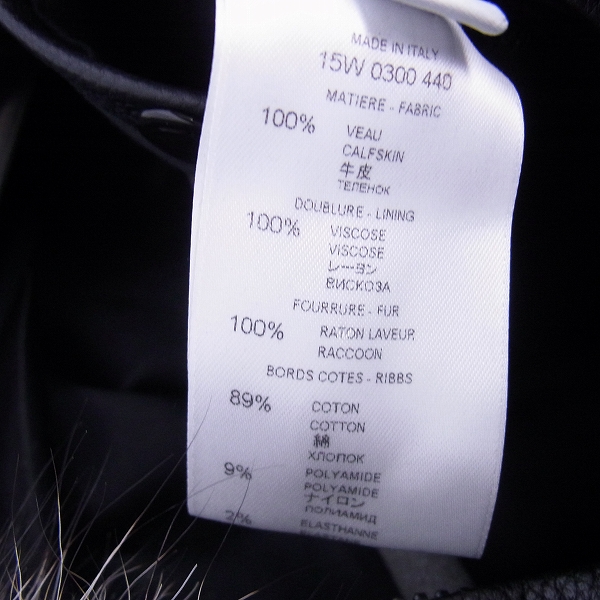 MADE IN ITALY
15W 0300 440
MATIERE - FABRIC
100% VEAU
CALFSKIN
牛皮
ТЕЛЕНОК
DOUBLURE - LINING
100% VISCOSE
VISCOSE
レーヨン
ВИСКОЗА
FOURRURE - FUR
100% RATON LAVEUR
RACCOON
BORDS COTES - RIBBS
89% COTON
COTTON
綿
ХЛОПОК
9% POLYAMIDE
POLYAMIDE
ナイロン
ПОЛИАМИД
2% ELASTHANNE